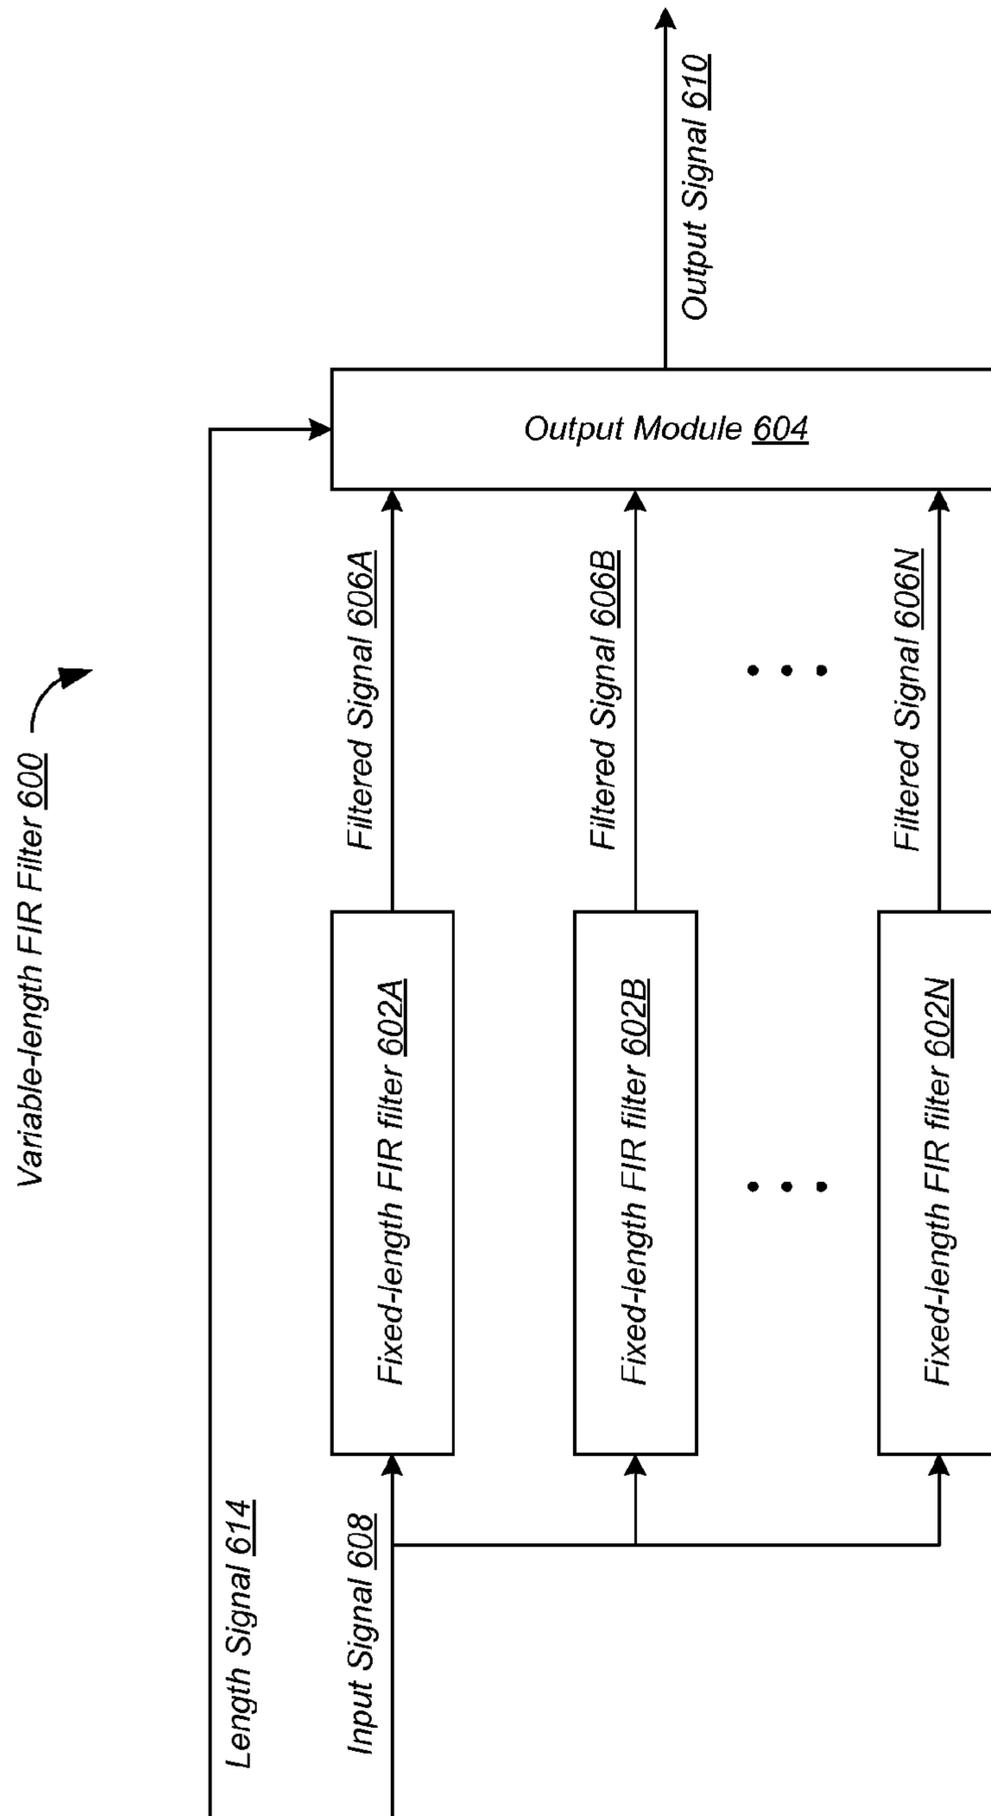 Variable-length FIR Filter 600
Length Signal 614
Input Signal 608
Fixed-length FIR filter 602A
Filtered Signal 606A
Fixed-length FIR filter 602B
Filtered Signal 606B
Fixed-length FIR filter 602N
Filtered Signal 606N
Output Module 604
Output Signal 610